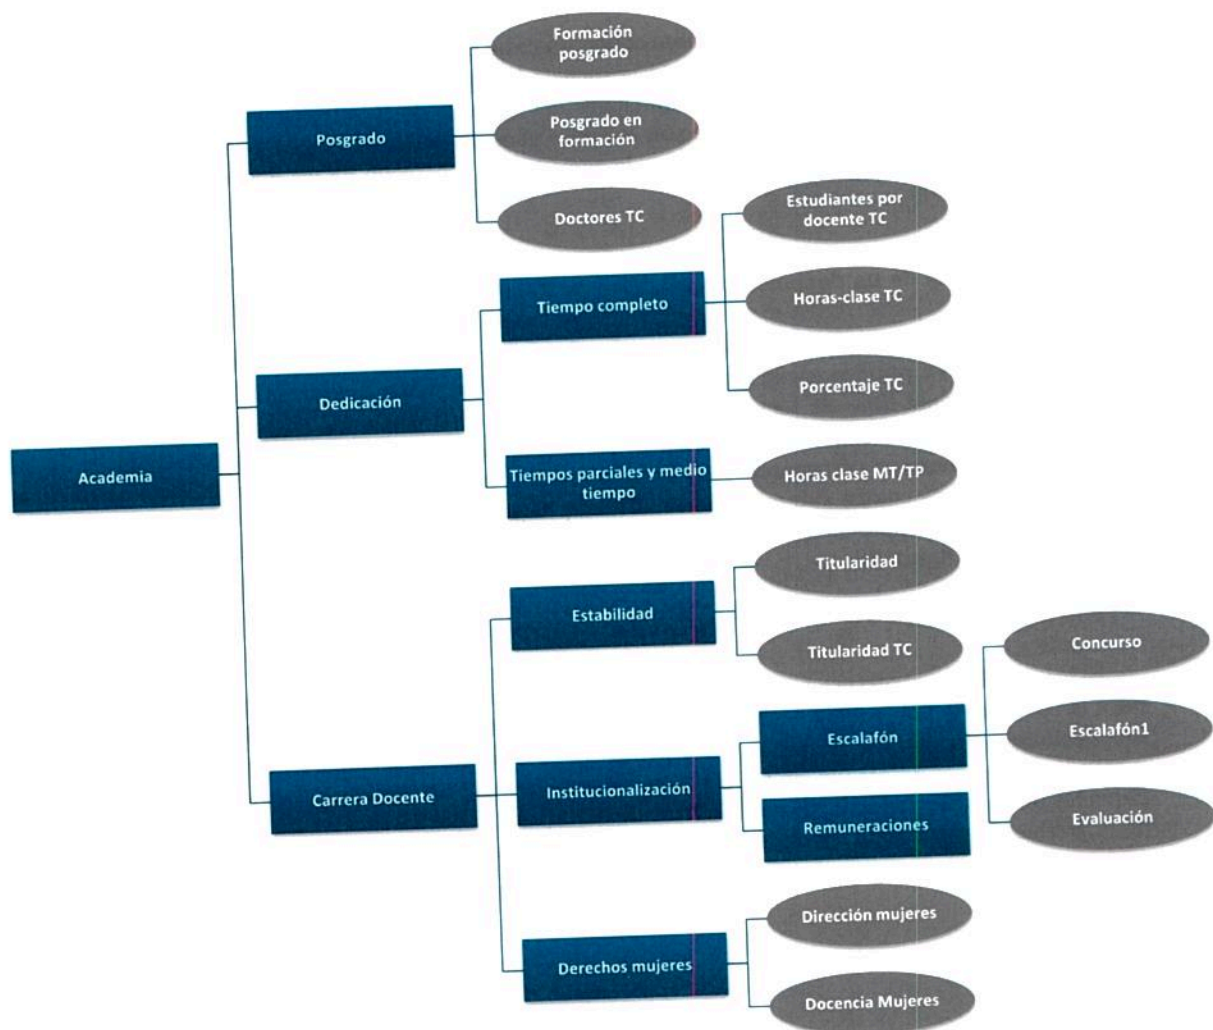 Formación
posgrado
Posgrado
Posgrado en
formación
Doctores TC
Estudiantes por
docente TC
Tiempo completo
Horas-clase TC
Dedicación
Porcentaje TC
Academia
Tiempos parciales y medio
tiempo
Horas clase MT/TP
Estabilidad
Titularidad
Titularidad TC
Concurso
Carrera Docente
Institucionalización
Escalafón
Escalafón1
Remuneraciones
Evaluación
Derechos mujeres
Dirección mujeres
Docencia Mujeres